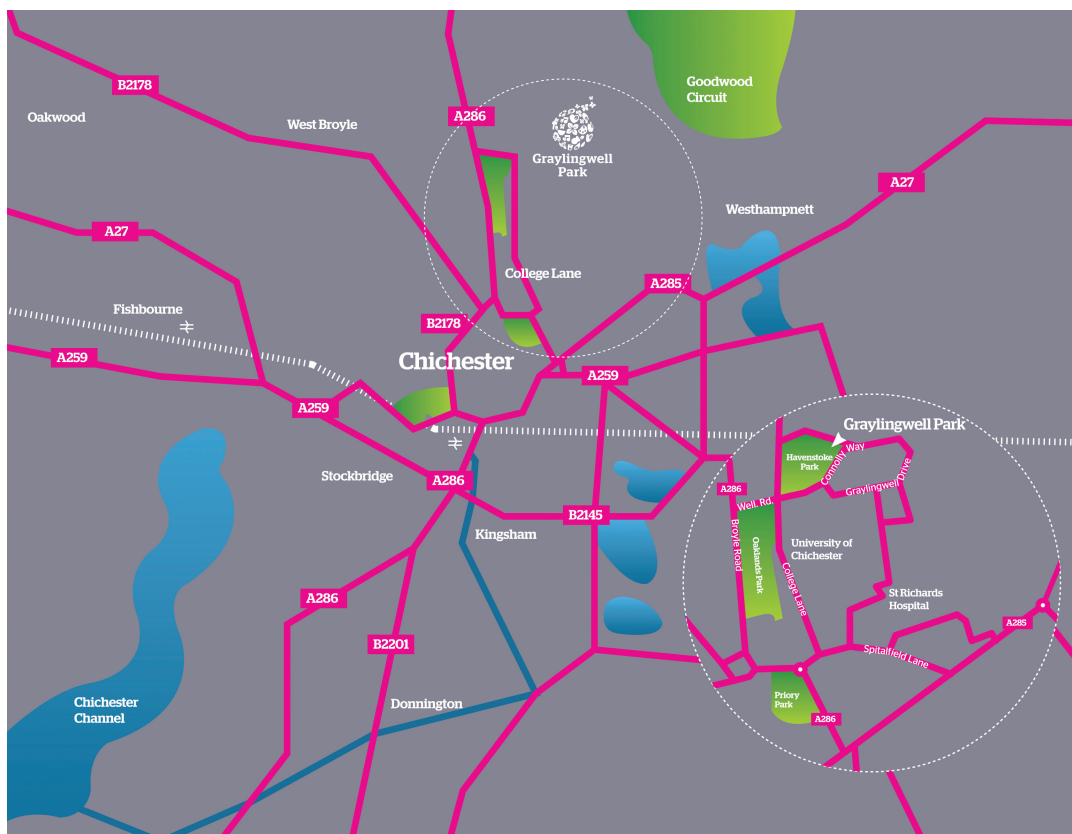 Goodwood
Circuit
B2178
Oakwood
West Broyle
A286
Graylingwell
Park
A27
Westhampnett
A27
College Lane
A285
Fishbourne
B2178
A259
Chichester
A259
A259
Graylingwell Park
Havenstoke
Park
Connolly Way
Graylingwell Drive
Stockbridge
A286
A286
Well. Rd.
B2145
Kingsham
Broyle Road
Oaklands Park
University of
Chichester
College Lane
St Richards
Hospital
A286
A285
B2201
Spitalfield Lane
Chichester
Channel
Donnington
Priory
Park
A286